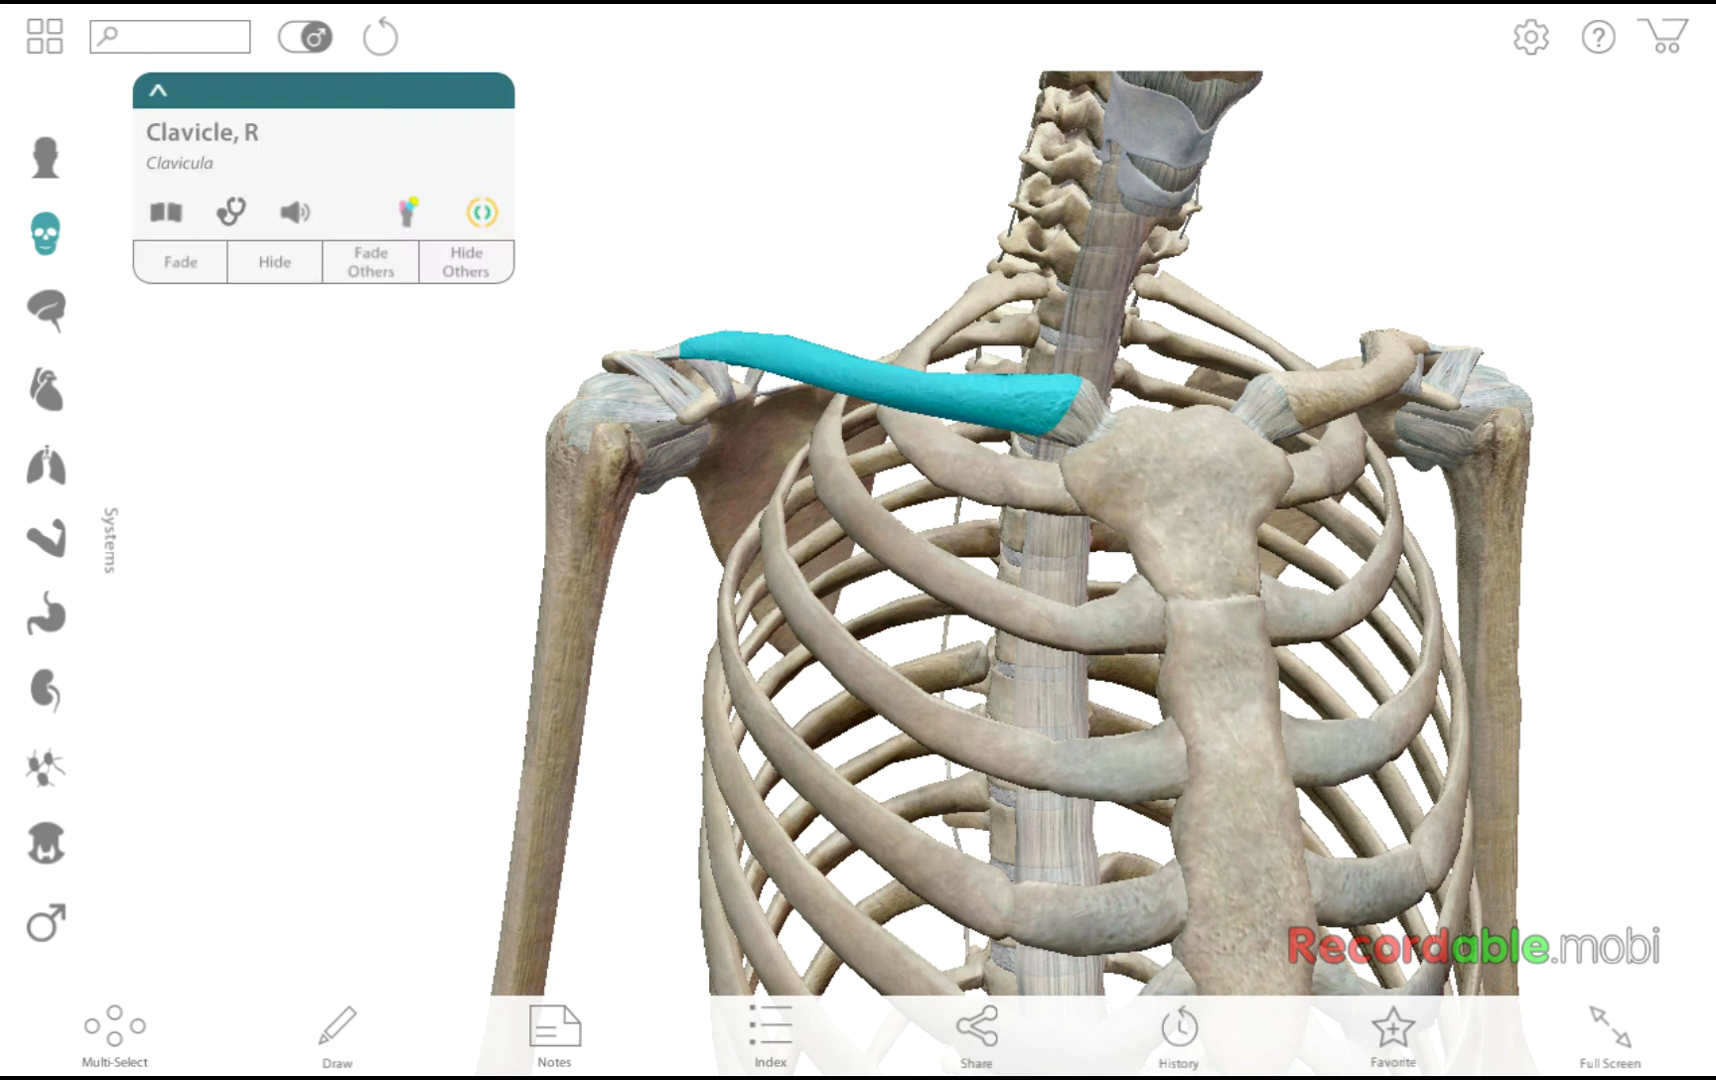 ^
Clavicle, R
Clavicula
Fade
Hide
Fade
Others
Hide
Others
Systems
Recordable.mobi
Multi-Select
Draw
Notes
Index
Share
History
Favorite
Full Screen